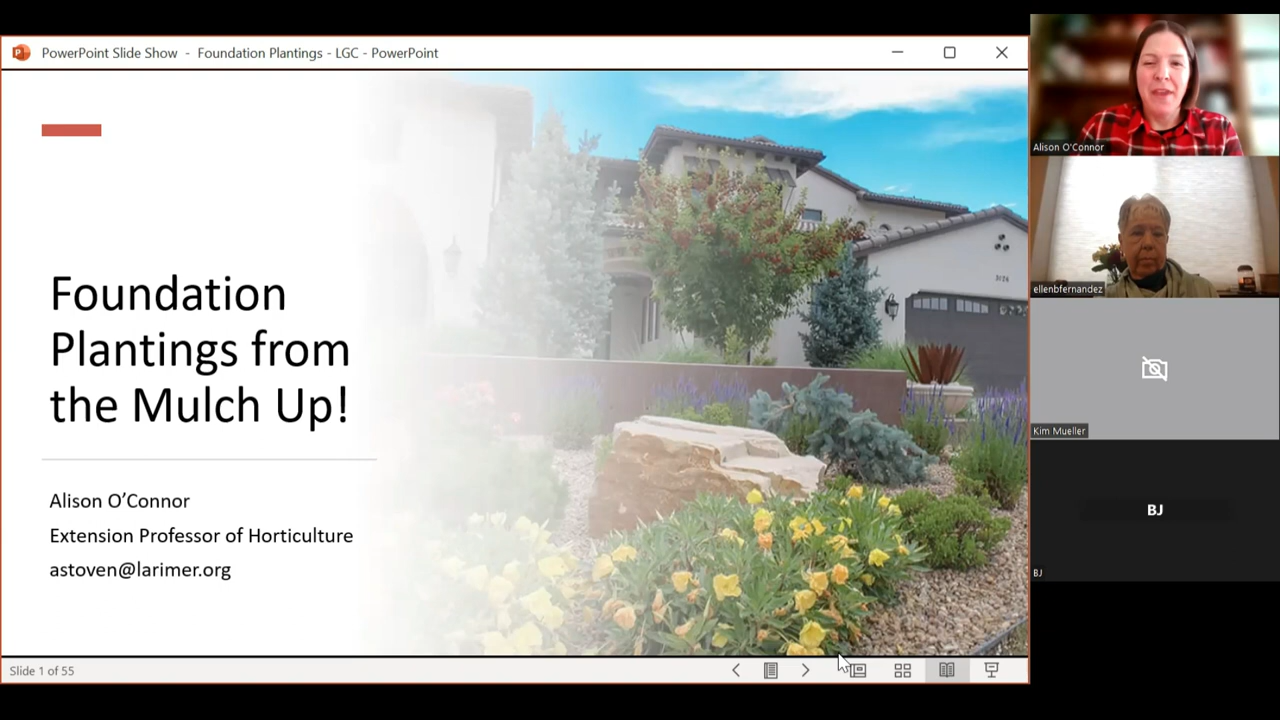 PowerPoint Slide Show - Foundation Plantings - LGC - PowerPoint
Foundation
Plantings from
the Mulch Up!
Alison O'Connor
Extension Professor of Horticulture
astoven@larimer.org
Slide 1 of 55
3126
Alison O'Connor
ellenbfernandez
Kim Mueller
BJ
BJ